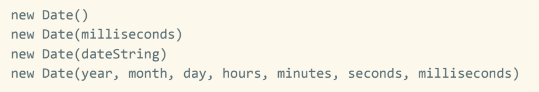 new Date()
new Date(milliseconds)
new Date(dateString)
new Date(year, month, day, hours, minutes, seconds, milliseconds)